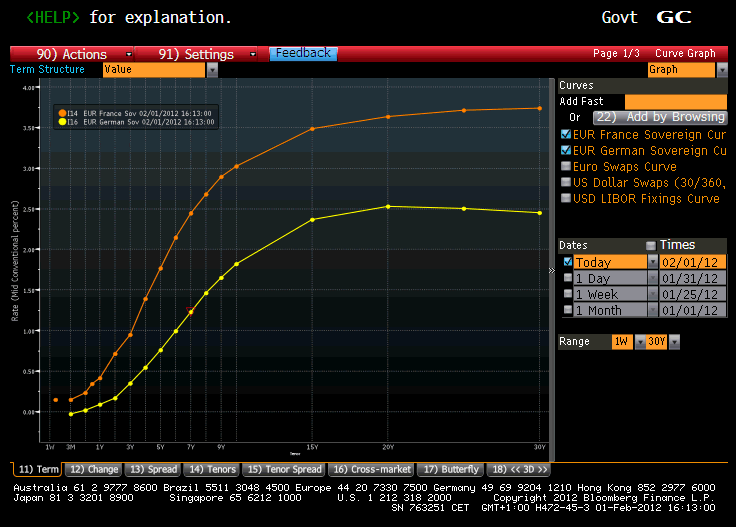 <HELP> for explanation. Govt GC
90) Actions 91) Settings Feedback Page 1/3 Curve Graph
Term Structure Value Graph
Curves
Add Fast
Or 22) Add by Browsing
EUR France Sovereign Cur
EUR German Sovereign Cu
Euro Swaps Curve
US Dollar Swaps (30/360,
USD LIBOR Fixings Curve
Dates Times
Today 02/01/12
1 Day 01/31/12
1 Week 01/25/12
1 Month 01/01/12
Range 1W 30Y
I14 EUR France Sov 02/01/2012 16:13:00
I16 EUR German Sov 02/01/2012 16:13:00
Rate (Mid Conventional percent)
4.00
3.50
3.00
2.50
2.00
1.50
1.00
0.50
0.00
1W 3M 1Y 3Y 5Y 7Y 9Y 15Y 20Y 30Y
Tenor
11) Term 12) Change 13) Spread 14) Tenors 15) Tenor Spread 16) Cross-market 17) Butterfly 18) << 3D >>
Australia 61 2 9777 8600 Brazil 5511 3048 4500 Europe 44 20 7330 7500 Germany 49 69 9204 1210 Hong Kong 852 2977 6000
Japan 81 3 3201 8900 Singapore 65 6212 1000 U.S. 1 212 318 2000 Copyright 2012 Bloomberg Finance L.P.
SN 763251 CET GMT+1:00 H472-45-3 01-Feb-2012 16:13:00